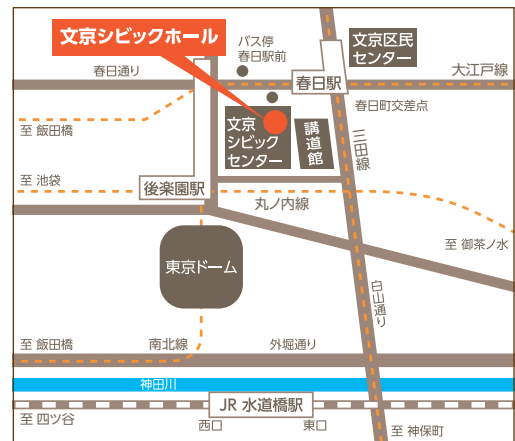 文京シビックホール
バス停
春日駅前
文京区民
センター
春日通り
春日駅
大江戸線
春日町交差点
至 飯田橋
文京
シビック
センター
講道館
三田線
至 池袋
後楽園駅
丸ノ内線
至 御茶ノ水
東京ドーム
白山通り
至 飯田橋
南北線
外堀通り
神田川
JR 水道橋駅
至 四ツ谷
西口
東口
至 神保町